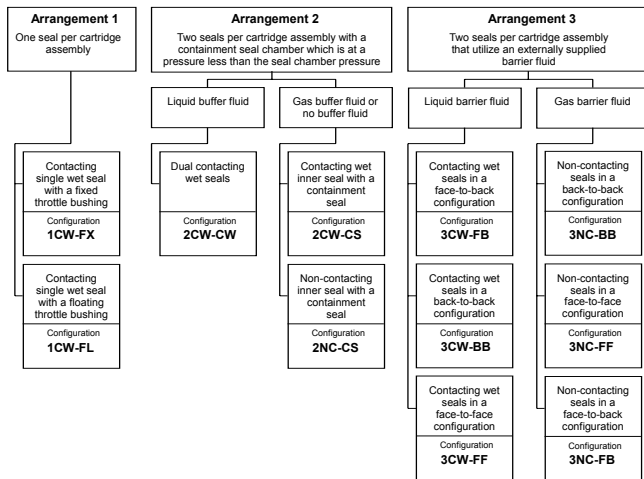 Arrangement 1
One seal per cartridge
assembly
Arrangement 2
Two seals per cartridge assembly with a
containment seal chamber which is at a
pressure less than the seal chamber pressure
Arrangement 3
Two seals per cartridge assembly
that utilize an externally supplied
barrier fluid
Liquid buffer fluid
Gas buffer fluid or
no buffer fluid
Liquid barrier fluid
Gas barrier fluid
Contacting
single wet seal
with a fixed
throttle bushing
Configuration
1CW-FX
Dual contacting
wet seals
Configuration
2CW-CW
Contacting wet
inner seal with a
containment
seal
Configuration
2CW-CS
Contacting wet
seals in a
face-to-back
configuration
Configuration
3CW-FB
Non-contacting
seals in a
back-to-back
configuration
Configuration
3NC-BB
Contacting
single wet seal
with a floating
throttle bushing
Configuration
1CW-FL
Non-contacting
inner seal with a
containment
seal
Configuration
2NC-CS
Contacting wet
seals in a
back-to-back
configuration
Configuration
3CW-BB
Non-contacting
seals in a
face-to-face
configuration
Configuration
3NC-FF
Contacting wet
seals in a
face-to-face
configuration
Configuration
3CW-FF
Non-contacting
seals in a
face-to-back
configuration
Configuration
3NC-FB